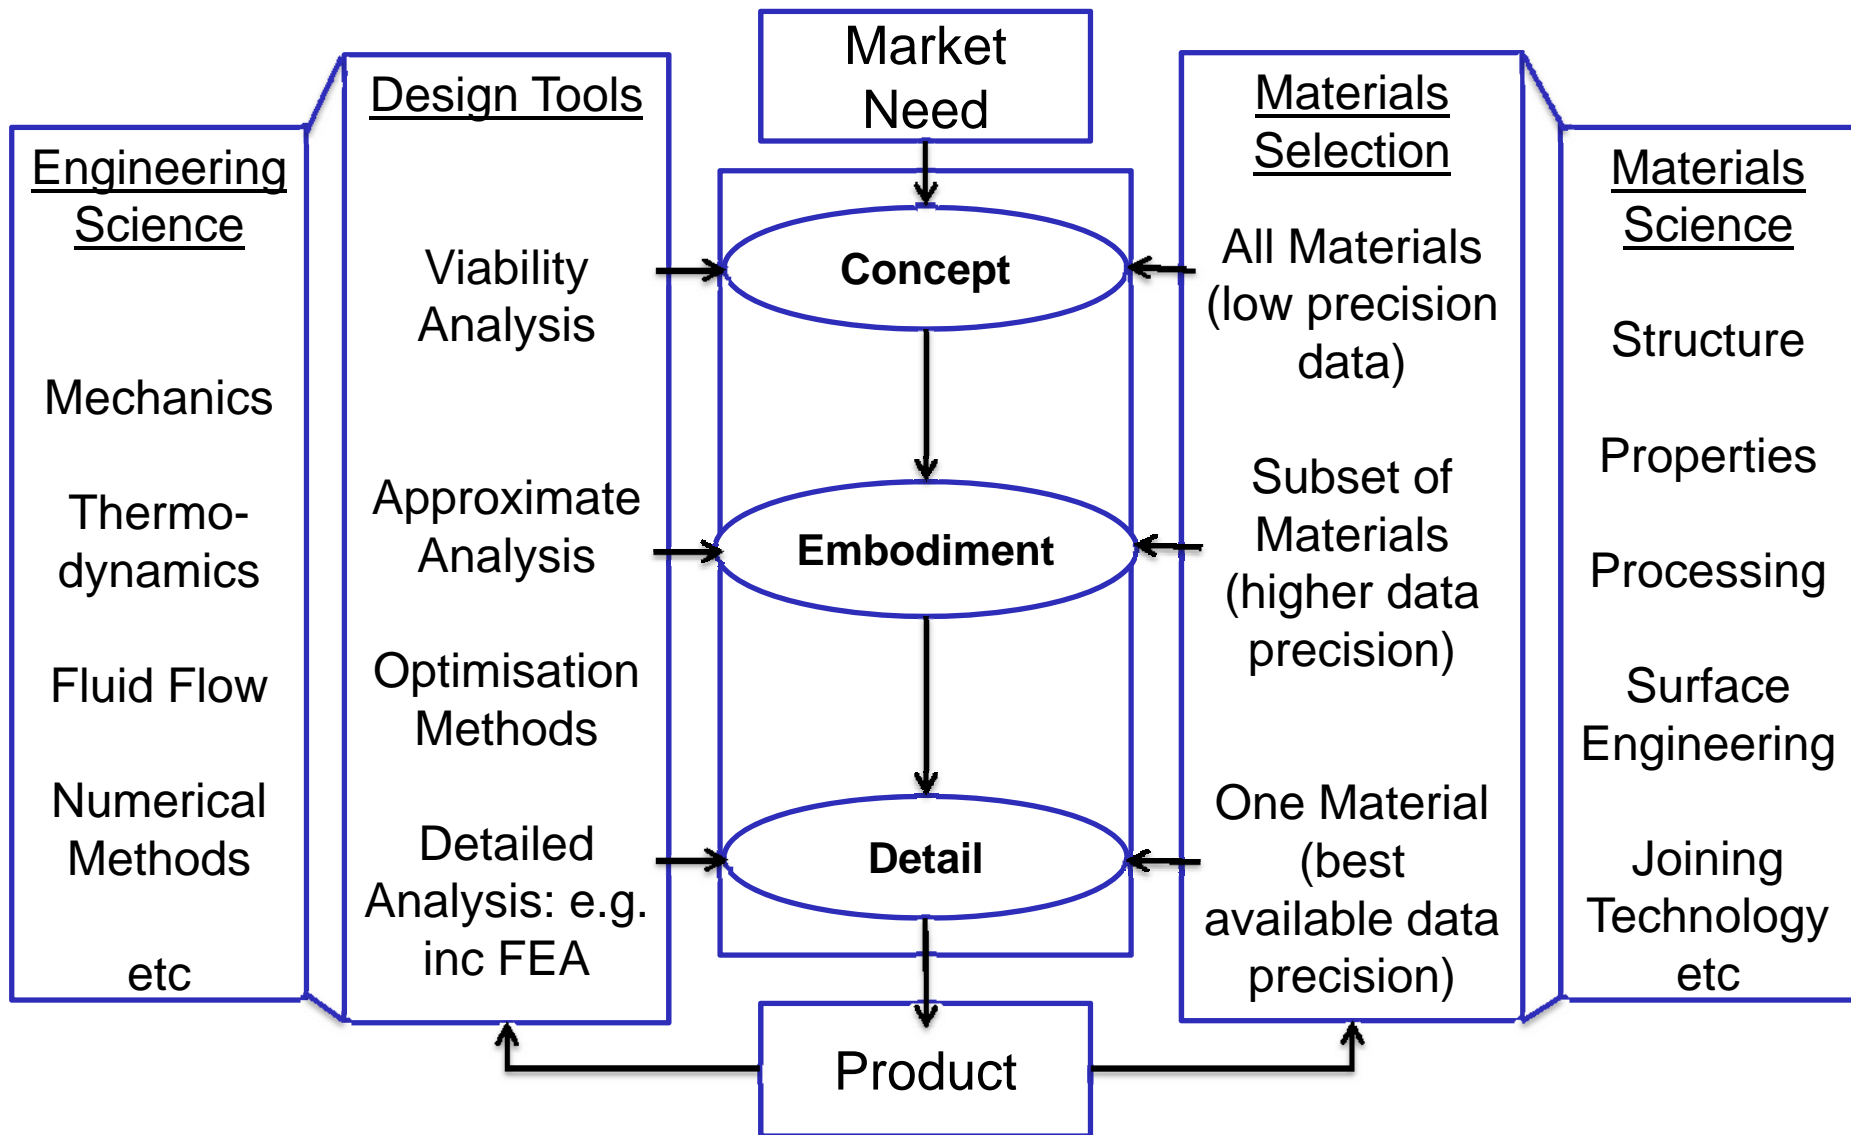 Engineering
Science
Mechanics
Thermo-
dynamics
Fluid Flow
Numerical
Methods
etc
Design Tools
Viability
Analysis
Approximate
Analysis
Optimisation
Methods
Detailed
Analysis: e.g.
inc FEA
Market
Need
Concept
Embodiment
Detail
Product
Materials
Selection
All Materials
(low precision
data)
Subset of
Materials
(higher data
precision)
One Material
(best
available data
precision)
Materials
Science
Structure
Properties
Processing
Surface
Engineering
Joining
Technology
etc